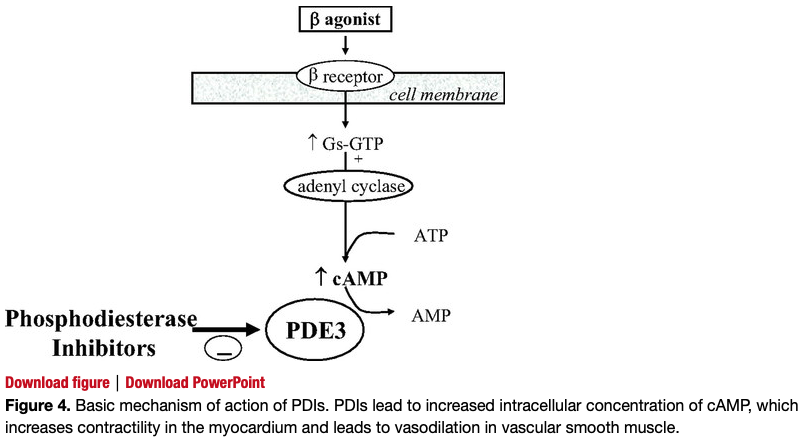 β agonist
β receptor
cell membrane
↑ Gs-GTP
+
adenyl cyclase
ATP
↑ cAMP
Phosphodiesterase
Inhibitors
−
PDE3
AMP
Download figure | Download PowerPoint
Figure 4. Basic mechanism of action of PDIs. PDIs lead to increased intracellular concentration of cAMP, which
increases contractility in the myocardium and leads to vasodilation in vascular smooth muscle.